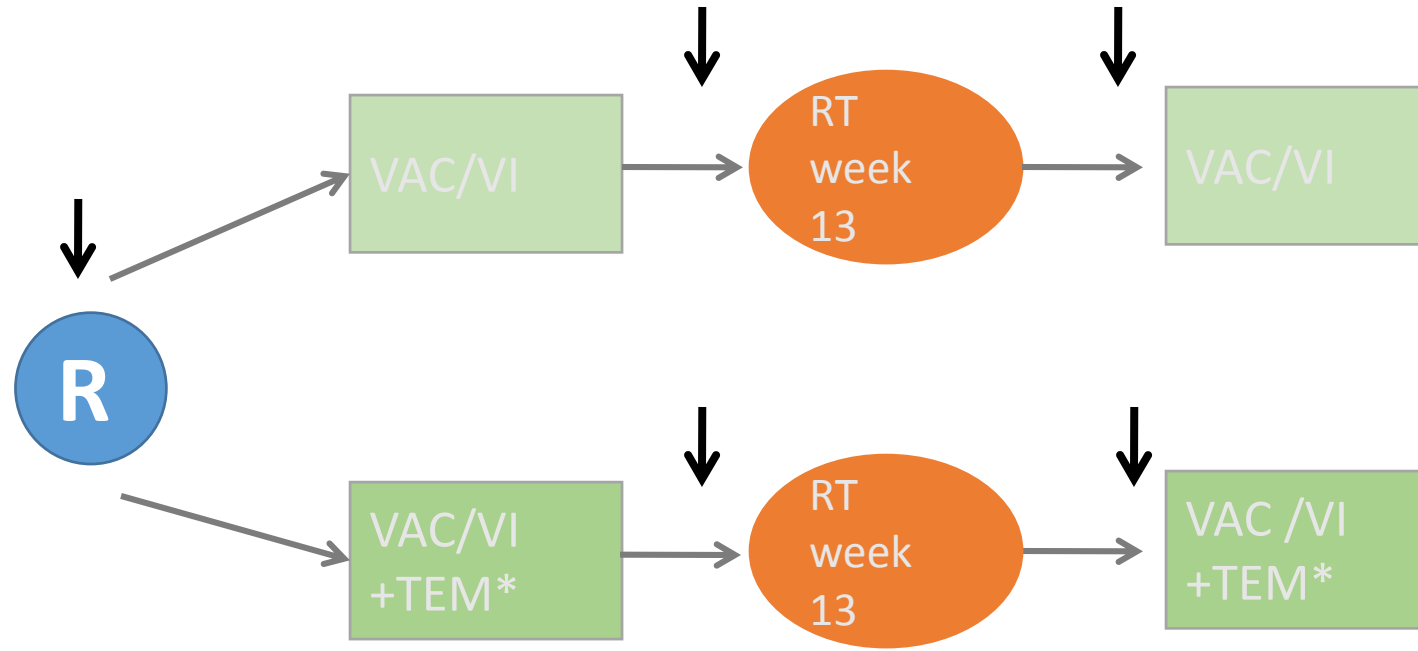 VAC/VI
RT
week
13
VAC/VI
R
VAC/VI
+TEM*
RT
week
13
VAC /VI
+TEM*